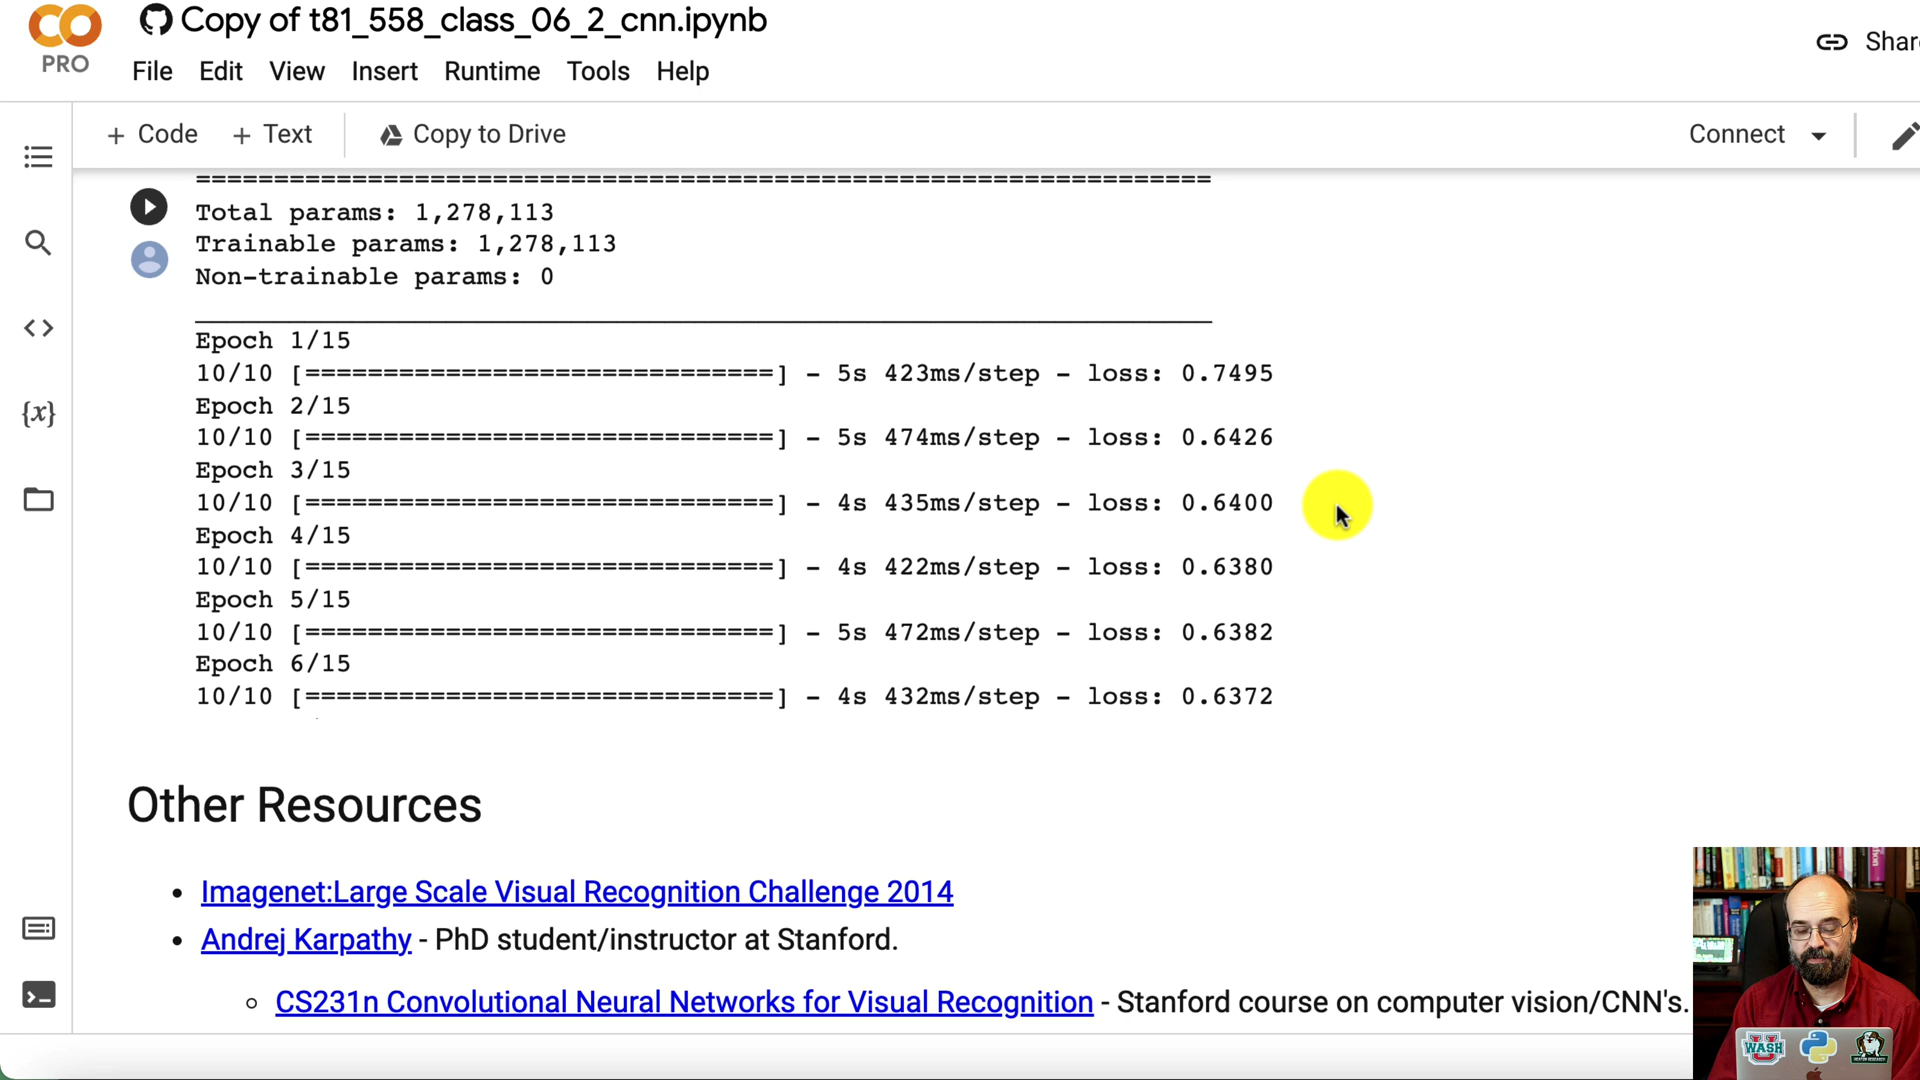 Copy of t81_558_class_06_2_cnn.ipynb
PRO
File Edit View Insert Runtime Tools Help
Shar
+ Code + Text Copy to Drive
Connect
{x}
==================================================================
Total params: 1,278,113
Trainable params: 1,278,113
Non-trainable params: 0
_________________________________________________________________
Epoch 1/15
10/10 [==============================] - 5s 423ms/step - loss: 0.7495
Epoch 2/15
10/10 [==============================] - 5s 474ms/step - loss: 0.6426
Epoch 3/15
10/10 [==============================] - 4s 435ms/step - loss: 0.6400
Epoch 4/15
10/10 [==============================] - 4s 422ms/step - loss: 0.6380
Epoch 5/15
10/10 [==============================] - 5s 472ms/step - loss: 0.6382
Epoch 6/15
10/10 [==============================] - 4s 432ms/step - loss: 0.6372
Other Resources
• Imagenet:Large Scale Visual Recognition Challenge 2014
• Andrej Karpathy - PhD student/instructor at Stanford.
○ CS231n Convolutional Neural Networks for Visual Recognition - Stanford course on computer vision/CNN's.
WASH